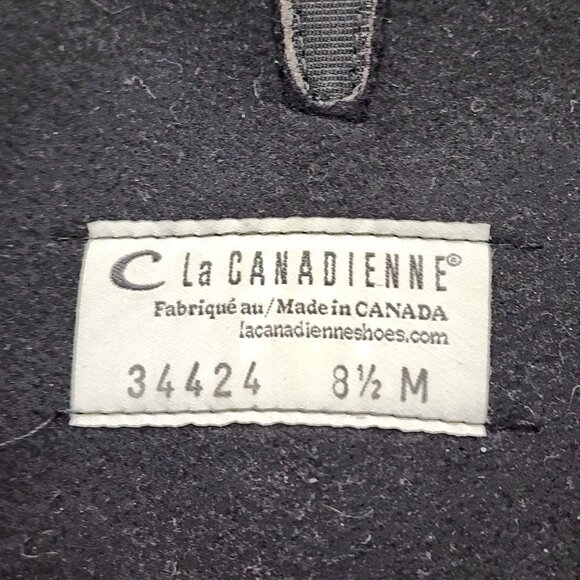 C La CANADIENNE®
Fabriqué au/Made in CANADA
lacanadienneshoes.com
34424 8½ M